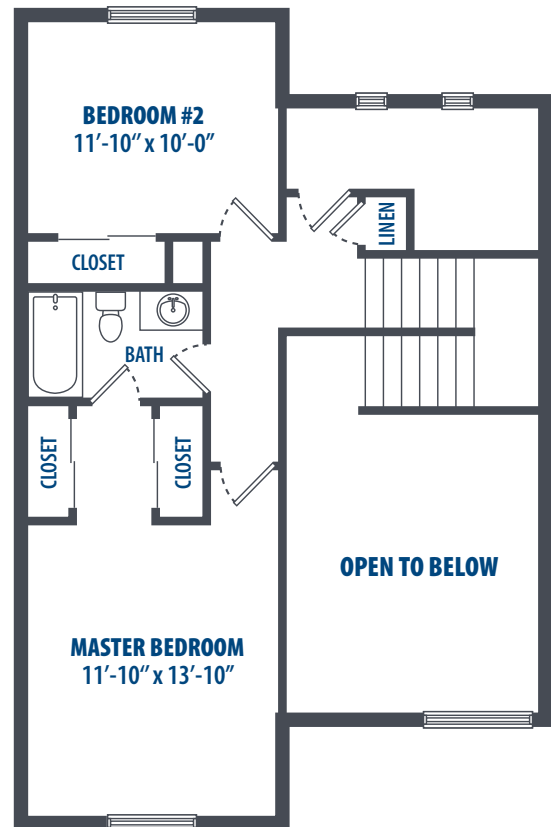 BEDROOM #2
11’-10” x 10’-0”
LINEN
CLOSET
BATH
CLOSET
CLOSET
OPEN TO BELOW
MASTER BEDROOM
11’-10” x 13’-10”